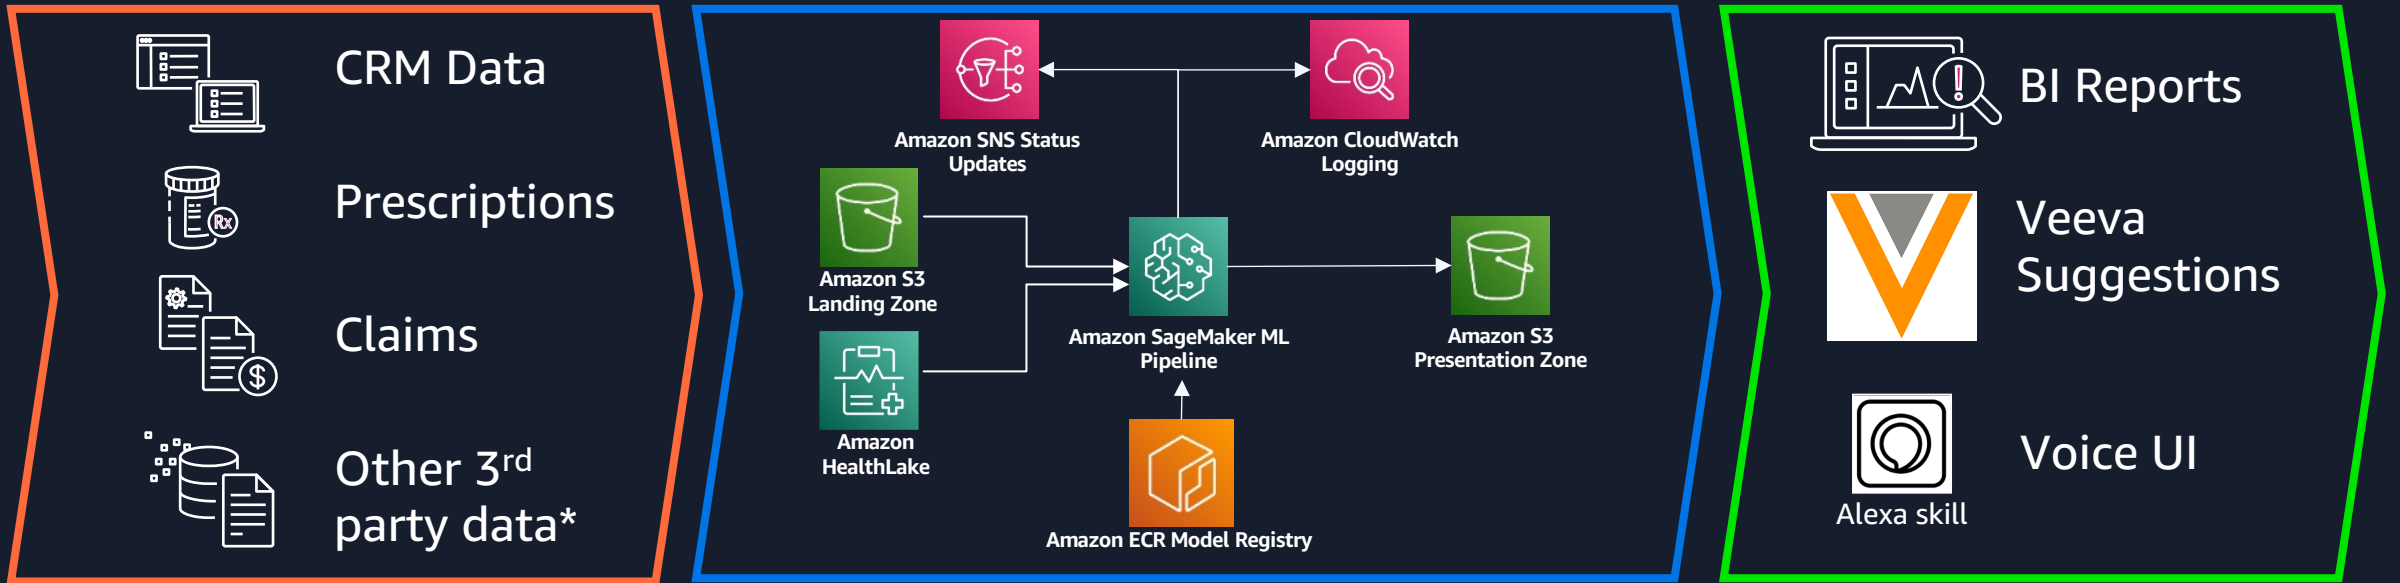 CRM Data
Rx
Prescriptions
Claims
$
Other 3rd
party data*
Amazon SNS Status
Updates
Amazon CloudWatch
Logging
Amazon S3
Landing Zone
Amazon SageMaker ML
Pipeline
Amazon S3
Presentation Zone
Amazon
HealthLake
Amazon ECR Model Registry
!
BI Reports
Veeva
Suggestions
Voice UI
Alexa skill